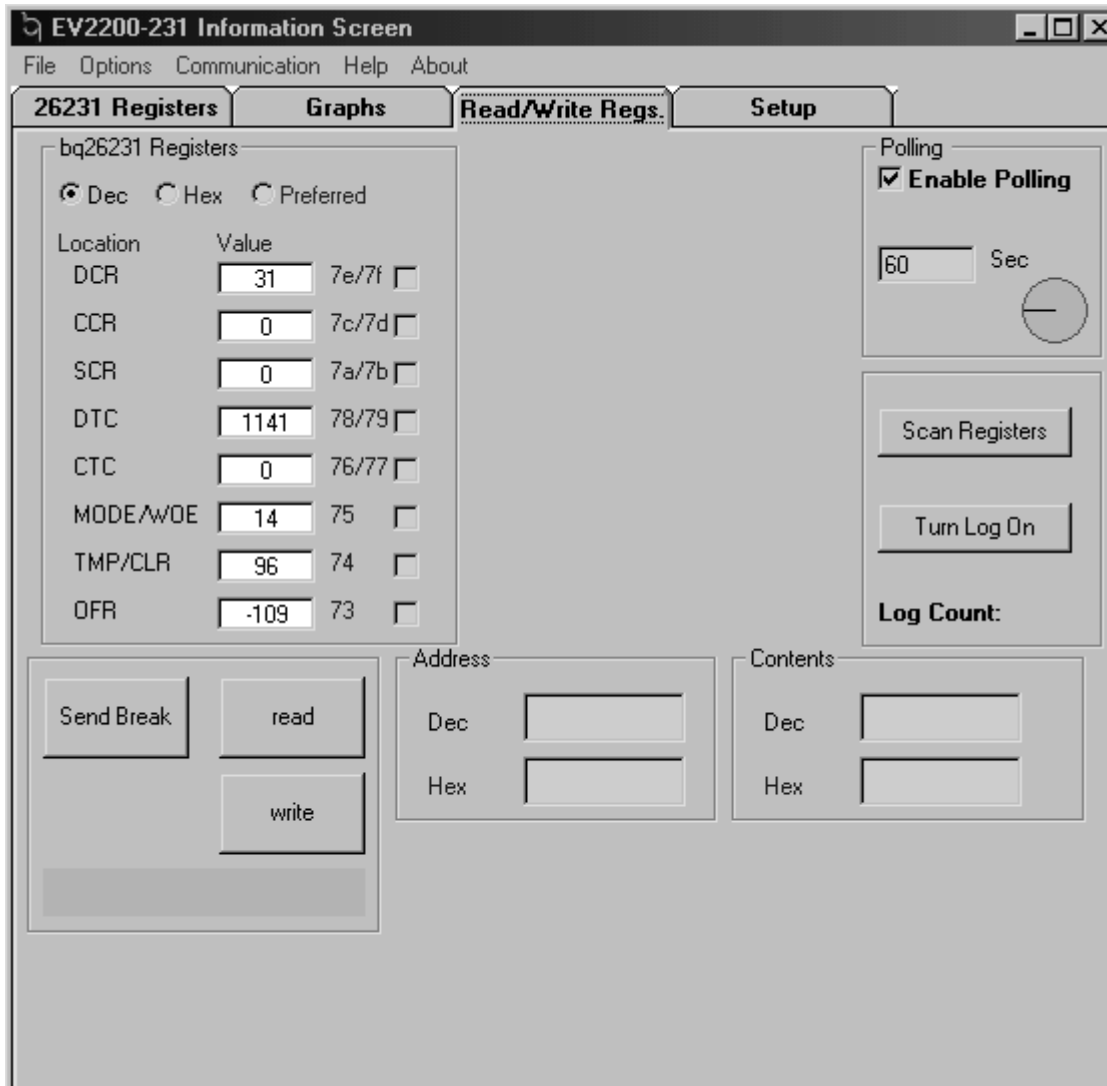 EV2200-231 Information Screen
File Options Communication Help About
26231 Registers Graphs Read/Write Regs. Setup
bq26231 Registers
Dec Hex Preferred
Location Value
DCR 31 7e/7f
CCR 0 7c/7d
SCR 0 7a/7b
DTC 1141 78/79
CTC 0 76/77
MODE/WOE 14 75
TMP/CLR 96 74
OFR -109 73
Polling
Enable Polling
60 Sec
Scan Registers
Turn Log On
Log Count:
Send Break read
write
Address
Dec
Hex
Contents
Dec
Hex